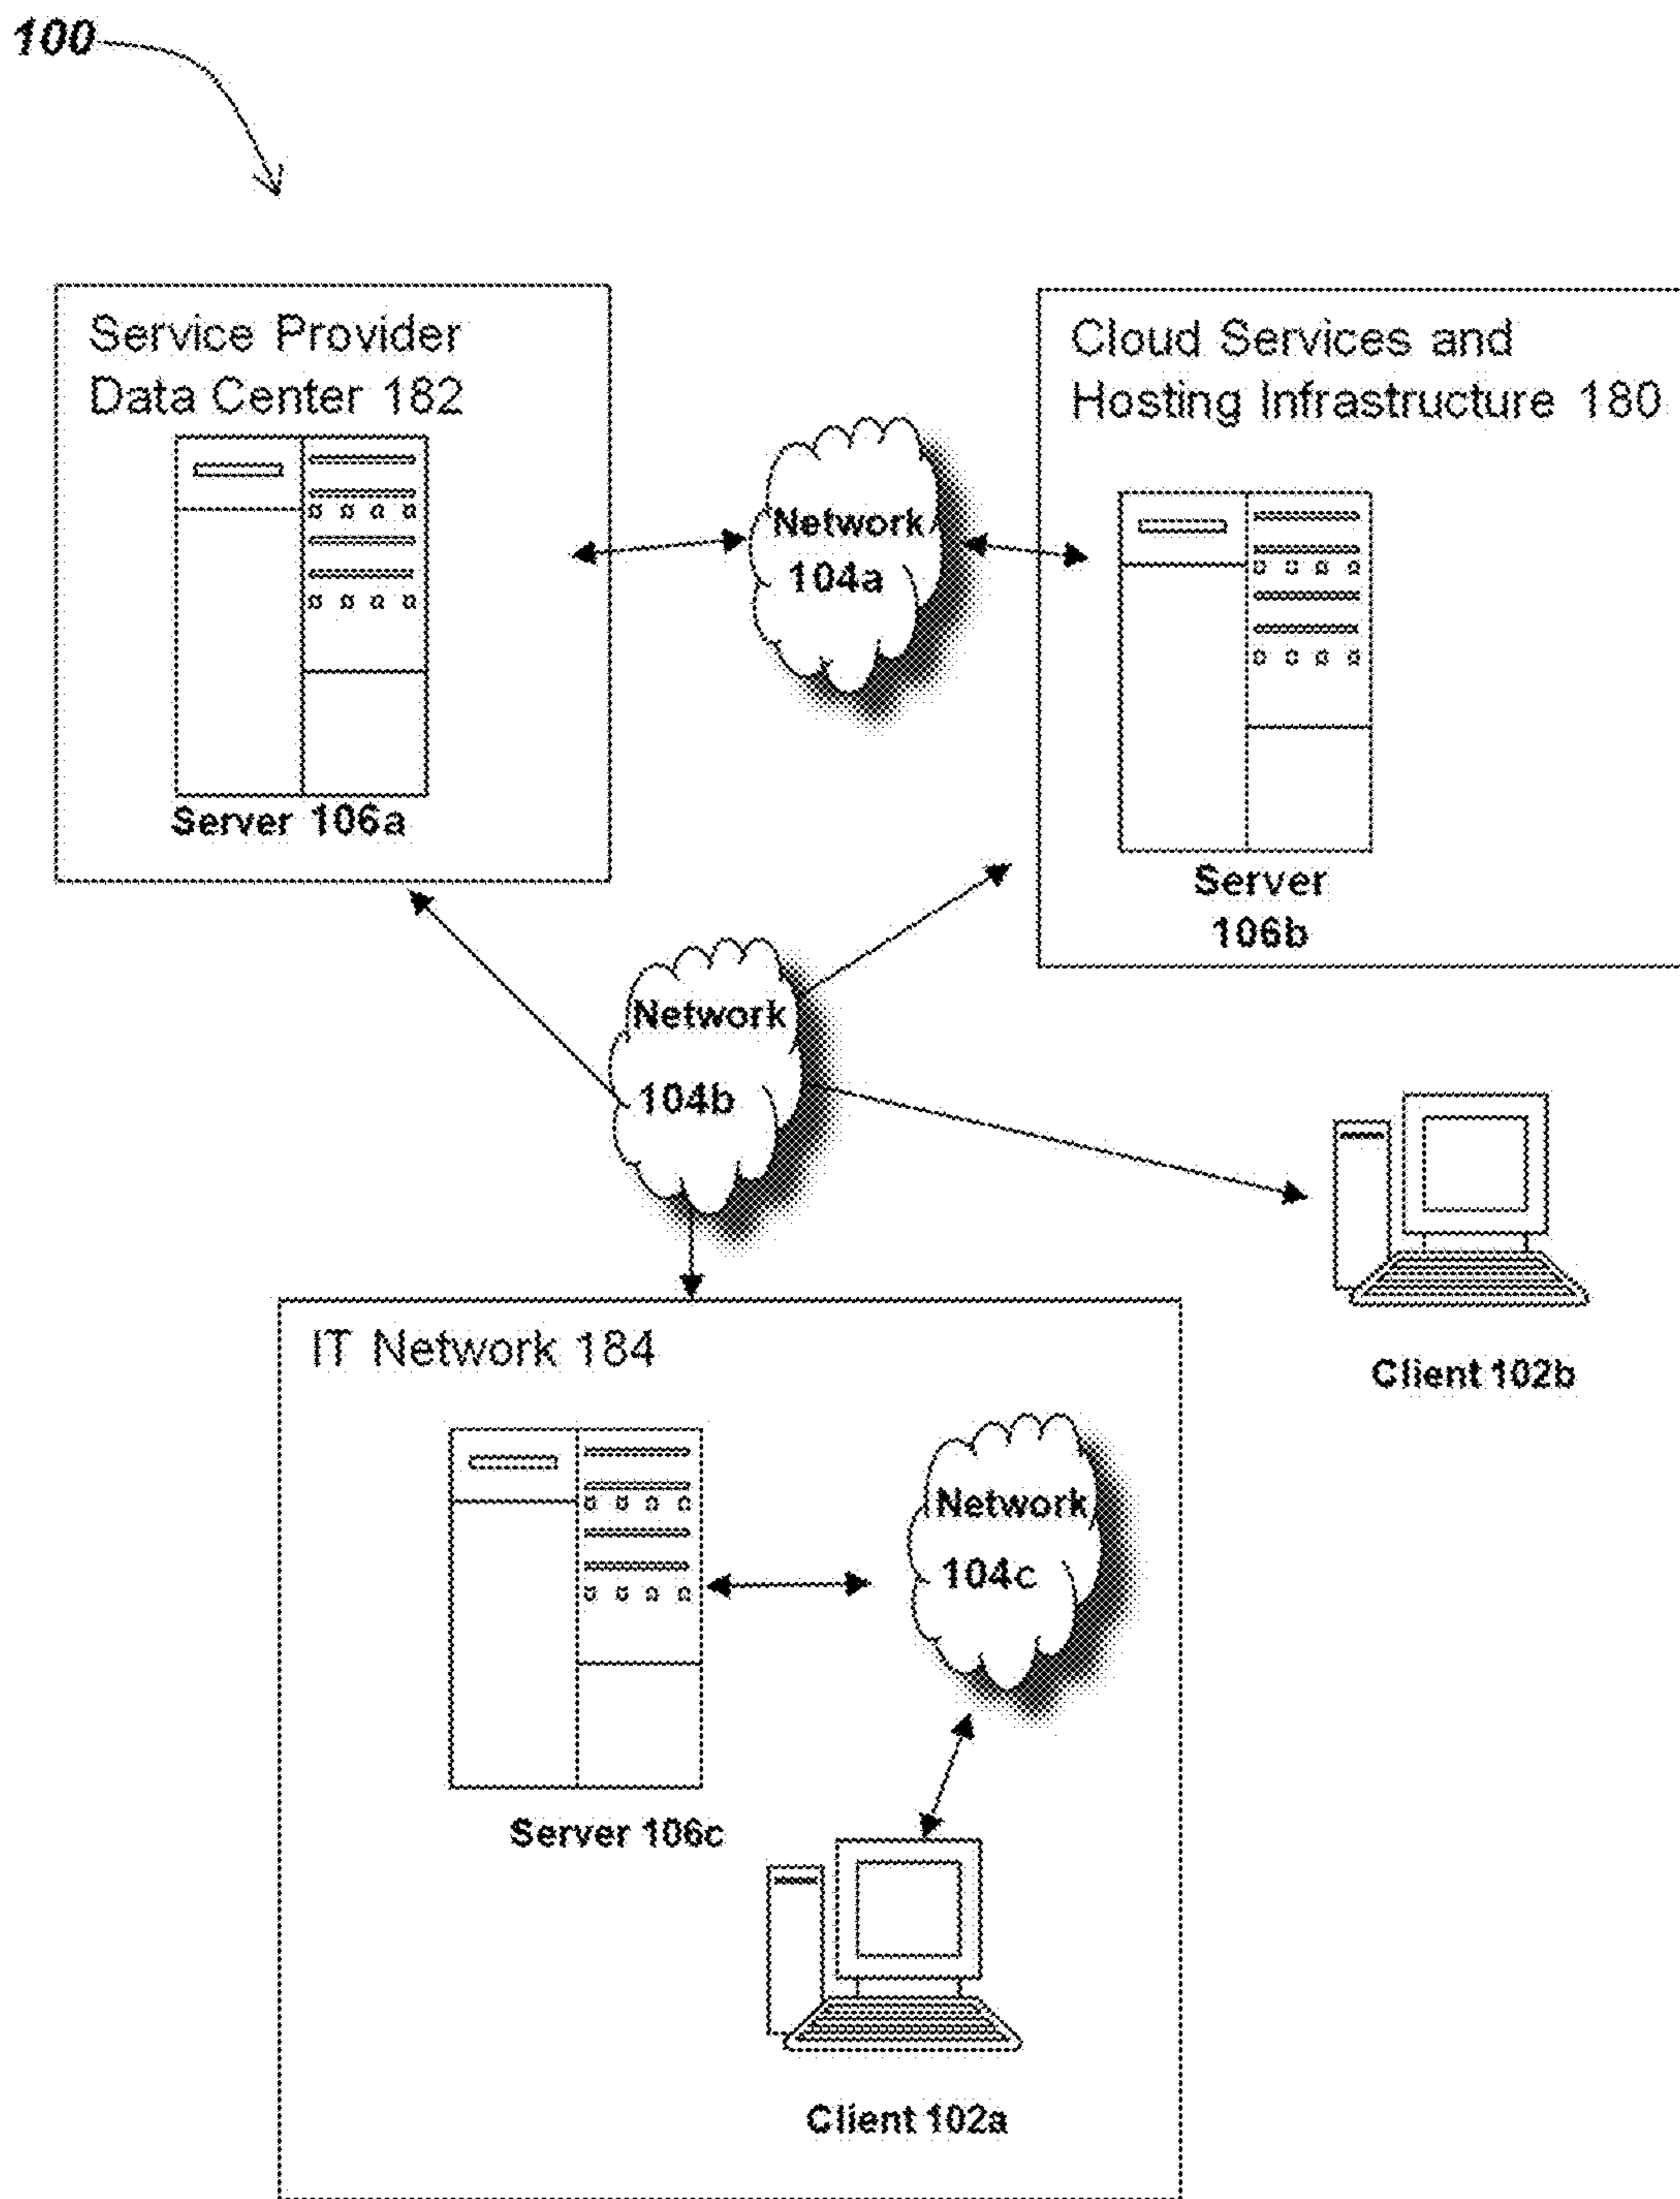 100
Service Provider
Data Center 182
Server 106a
Network
104a
Cloud Services and
Hosting Infrastructure 180
Server
106b
Network
104b
Client 102b
IT Network 184
Server 106c
Network
104c
Client 102a